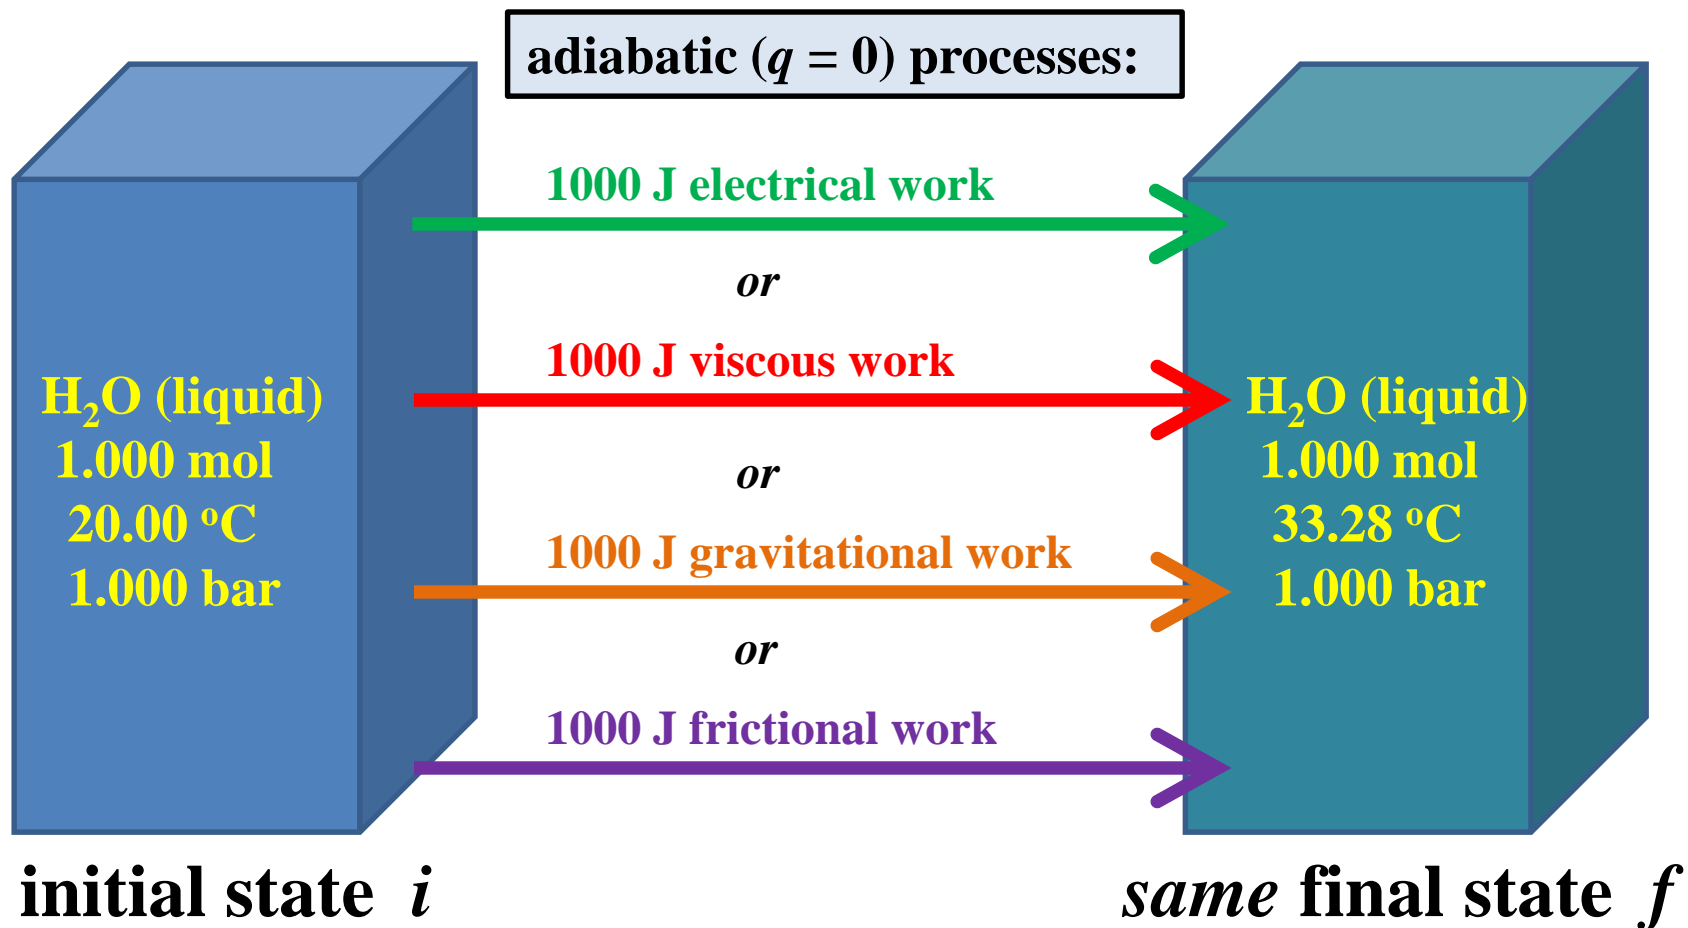 adiabatic (q = 0) processes:
1000 J electrical work
or
1000 J viscous work
or
1000 J gravitational work
or
1000 J frictional work
H₂O (liquid)
1.000 mol
20.00 ᵒC
1.000 bar
H₂O (liquid)
1.000 mol
33.28 ᵒC
1.000 bar
initial state i
same final state f